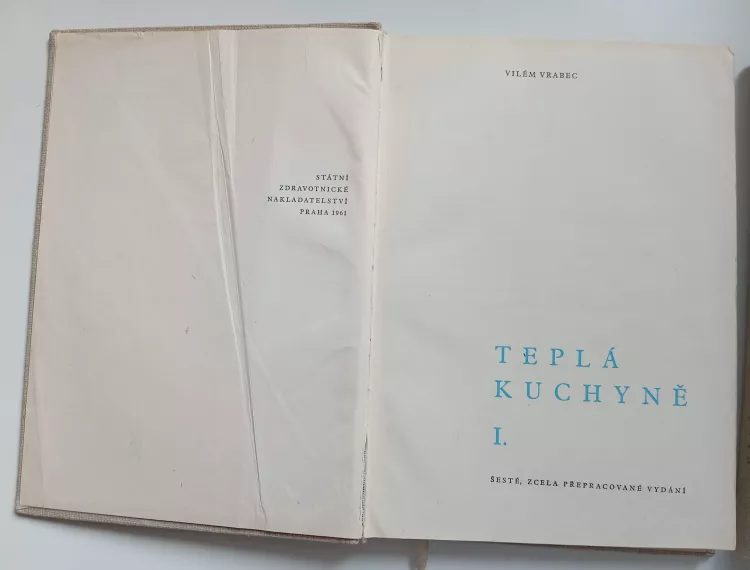 STÁTNÍ
ZDRAVOTNICKÉ
NAKLADATELSTVÍ
PRAHA 1961
VILÉM VRABEC
TEPLÁ
KUCHYNĚ
I.
ŠESTÉ, ZCELA PŘEPRACOVANÉ VYDÁNÍ